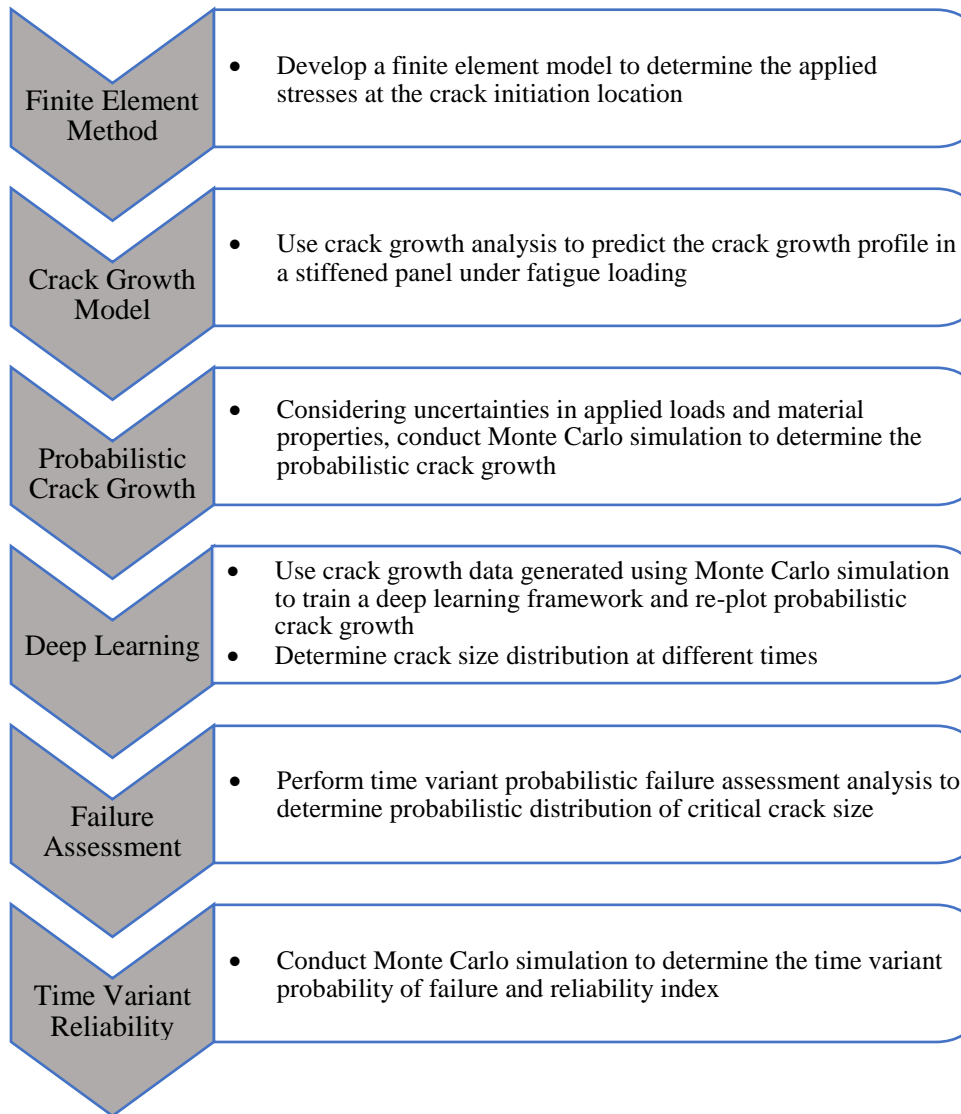 Finite Element
Method
• Develop a finite element model to determine the applied
stresses at the crack initiation location
Crack Growth
Model
• Use crack growth analysis to predict the crack growth profile in
a stiffened panel under fatigue loading
Probabilistic
Crack Growth
• Considering uncertainties in applied loads and material
properties, conduct Monte Carlo simulation to determine the
probabilistic crack growth
Deep Learning
• Use crack growth data generated using Monte Carlo simulation
to train a deep learning framework and re-plot probabilistic
crack growth
• Determine crack size distribution at different times
Failure
Assessment
• Perform time variant probabilistic failure assessment analysis to
determine probabilistic distribution of critical crack size
Time Variant
Reliability
• Conduct Monte Carlo simulation to determine the time variant
probability of failure and reliability index